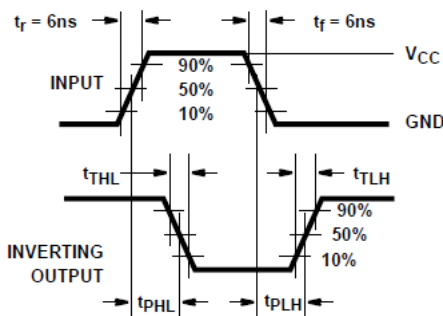 tr = 6ns
tf = 6ns
VCC
90%
INPUT
50%
10%
GND
tTHL
tTLH
90%
50%
10%
INVERTING
OUTPUT
tPHL
tPLH